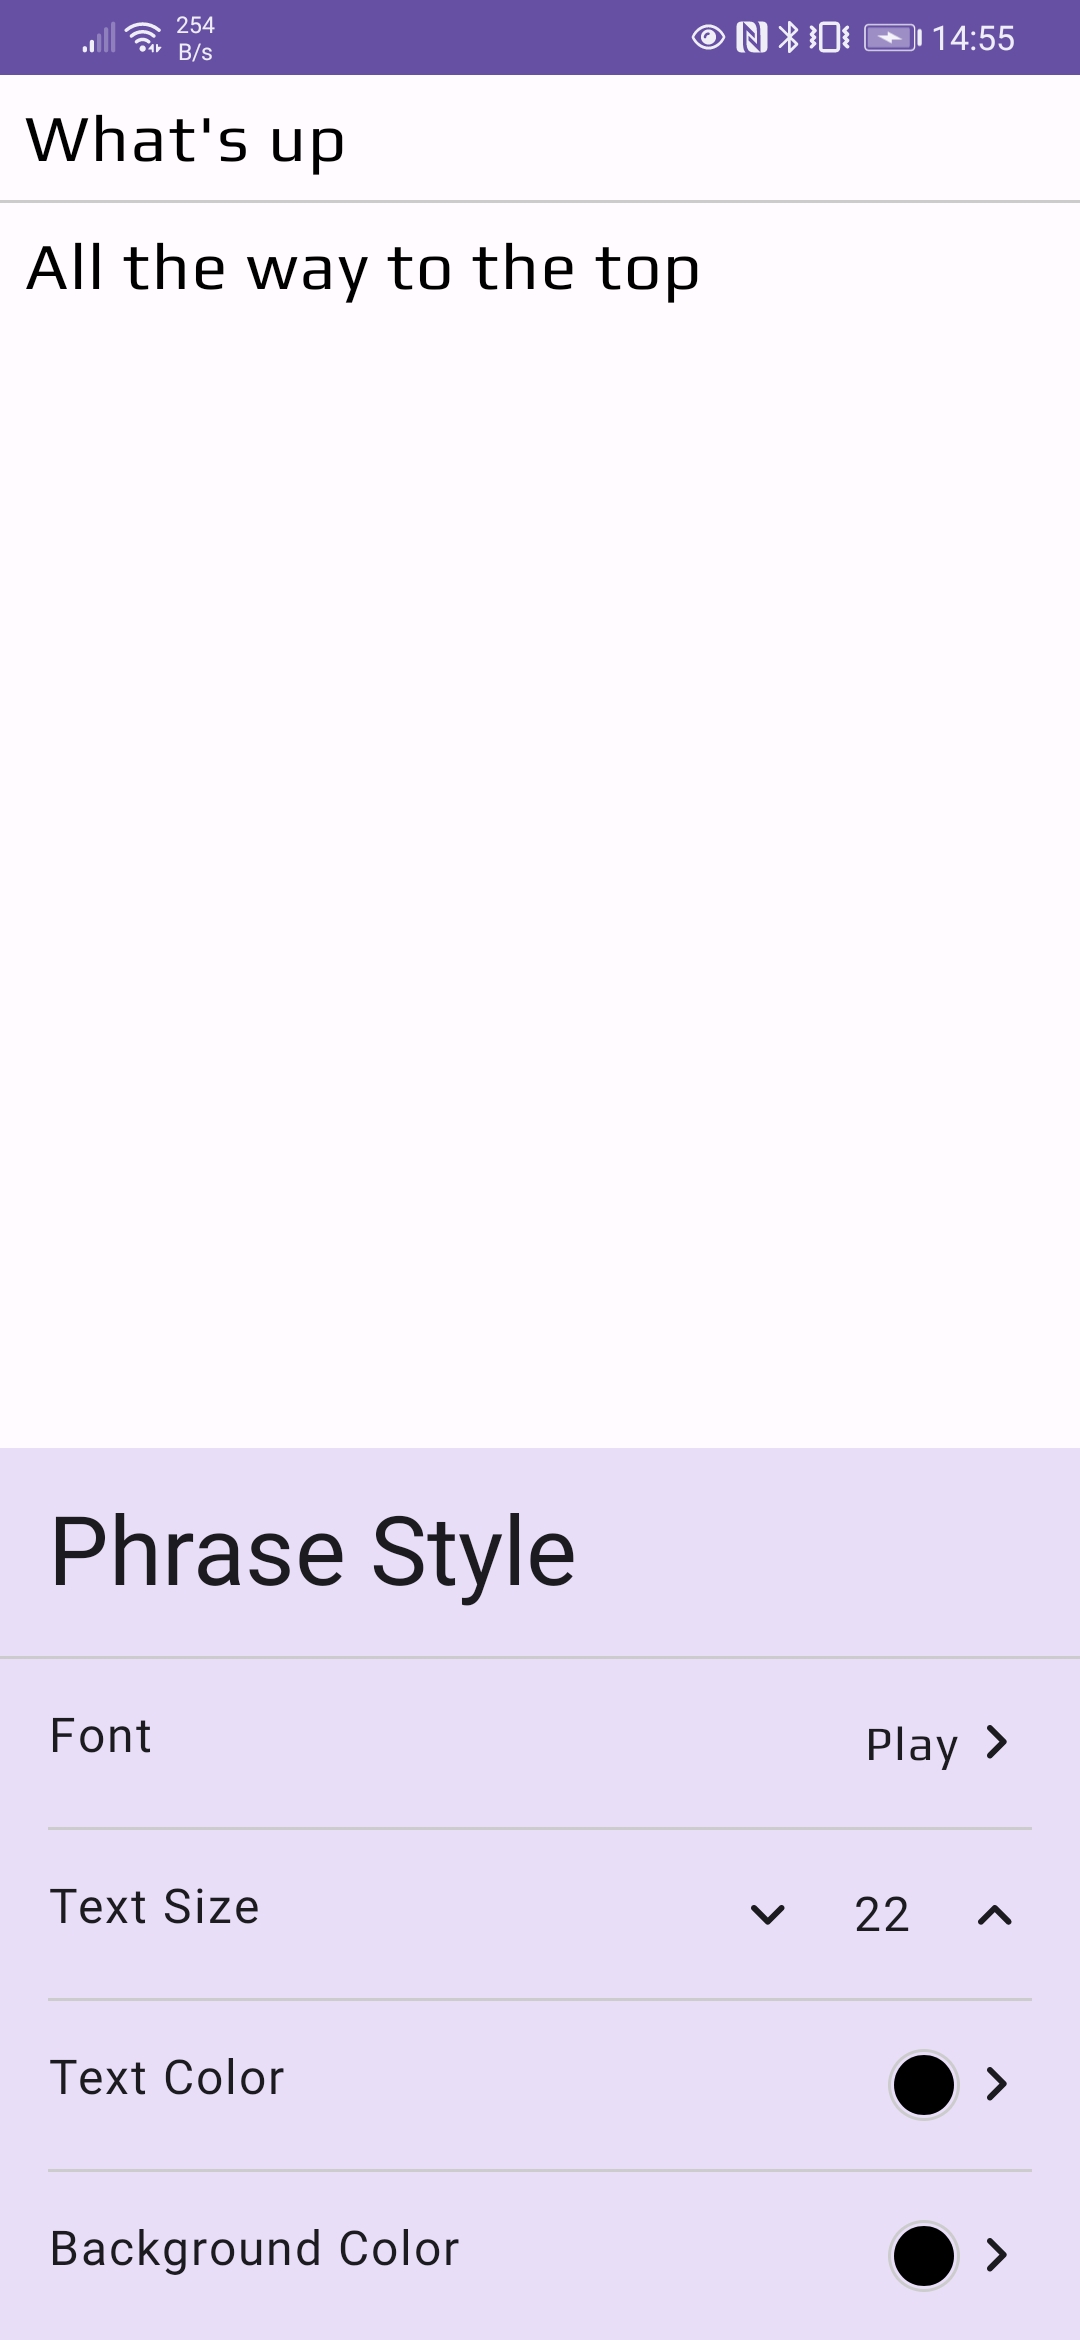 254
B/s
14:55
What's up
All the way to the top
Phrase Style
Font
Play
Text Size
22
Text Color
Background Color